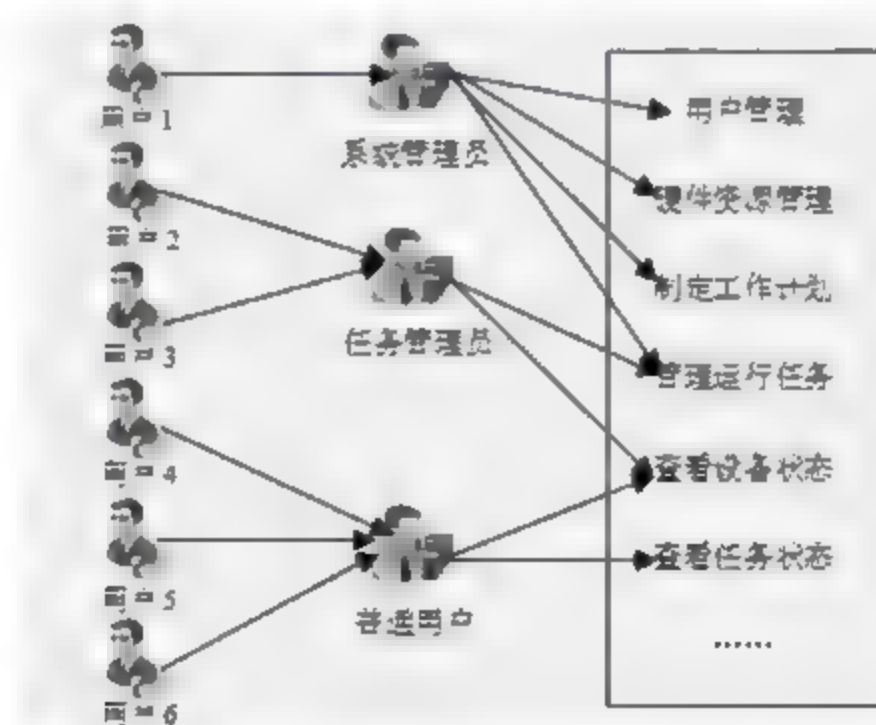 用户1
系统管理员
用户2
任务管理员
用户3
用户4
用户5
普通用户
用户6
用户管理
硬件资源管理
制定工作计划
管理运行任务
查看设备状态
查看任务状态
......